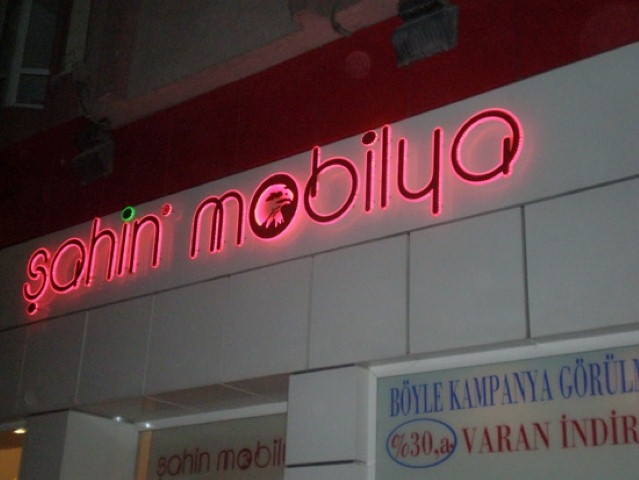 şahin mobilya
BÖYLE KAMPANYA
%30,a VARAN
şahin